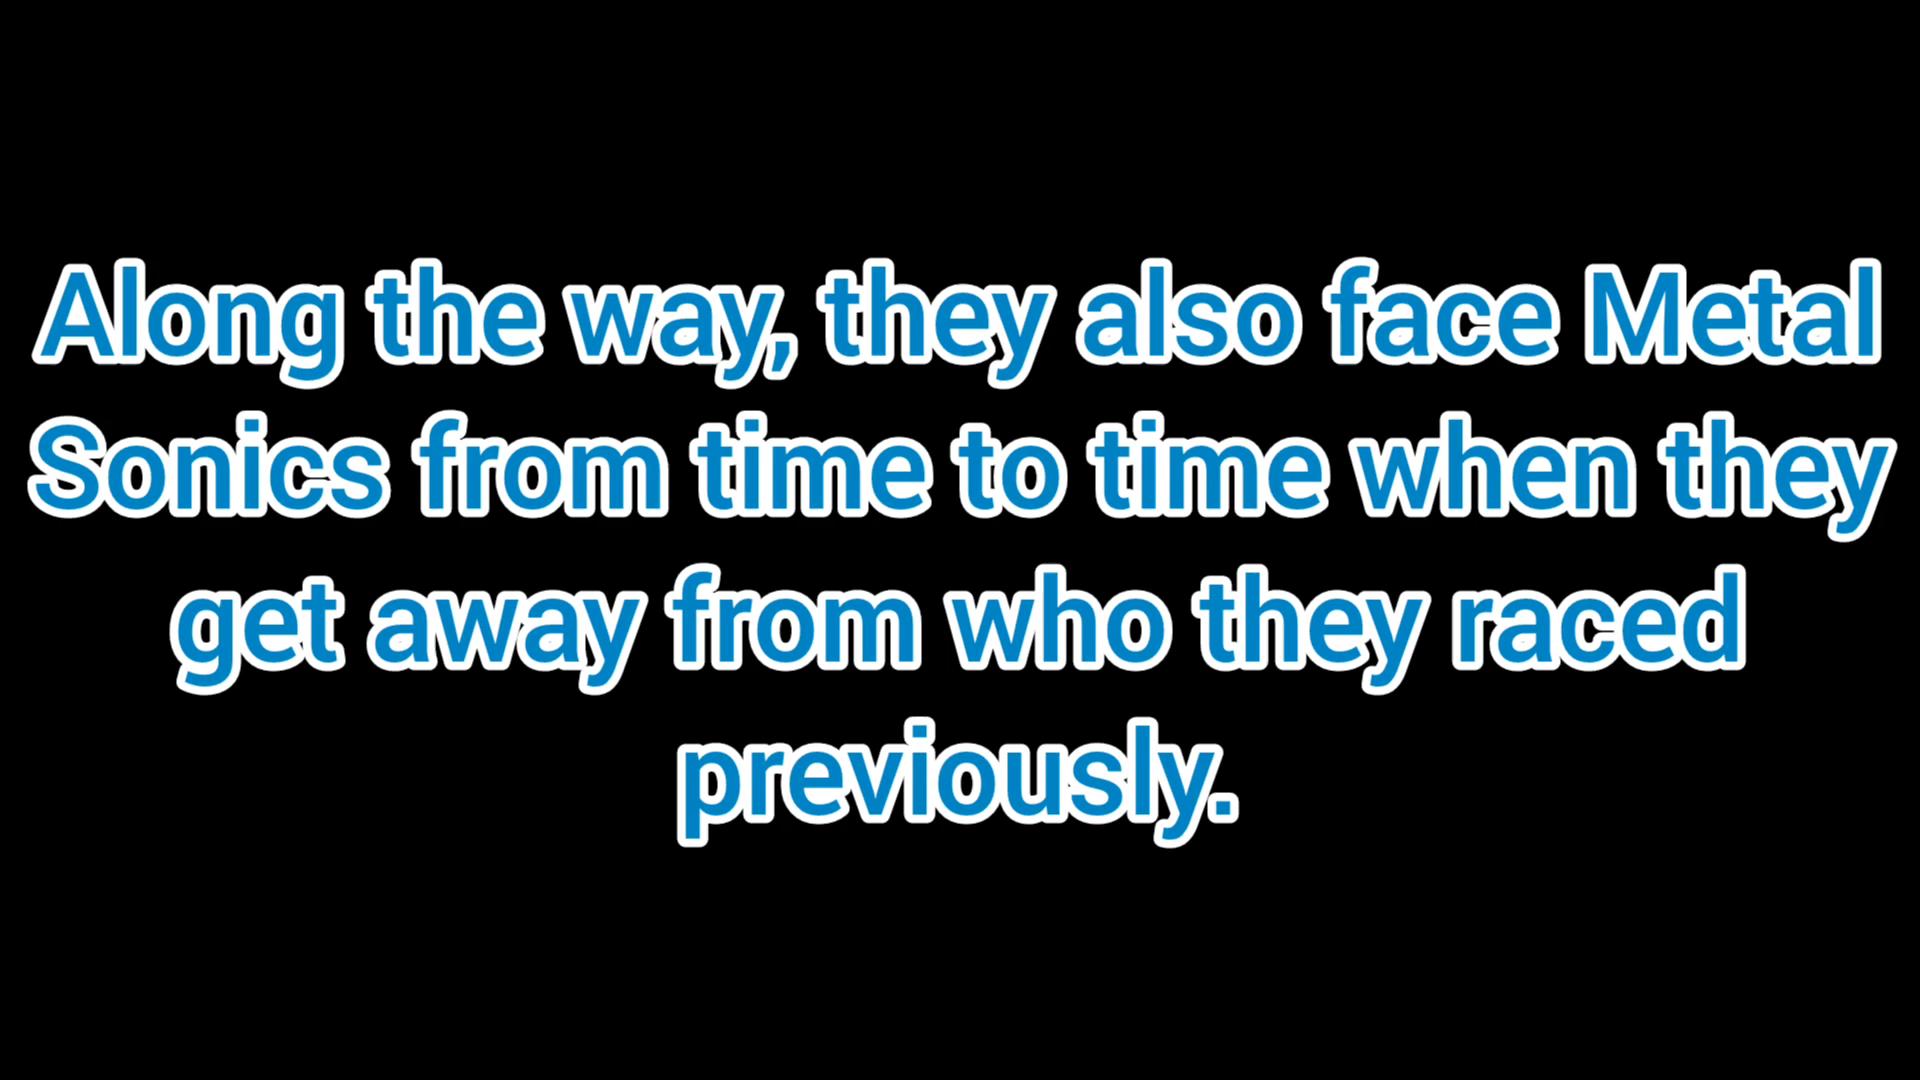 Along the way, they also face Metal
Sonics from time to time when they
get away from who they raced
previously.